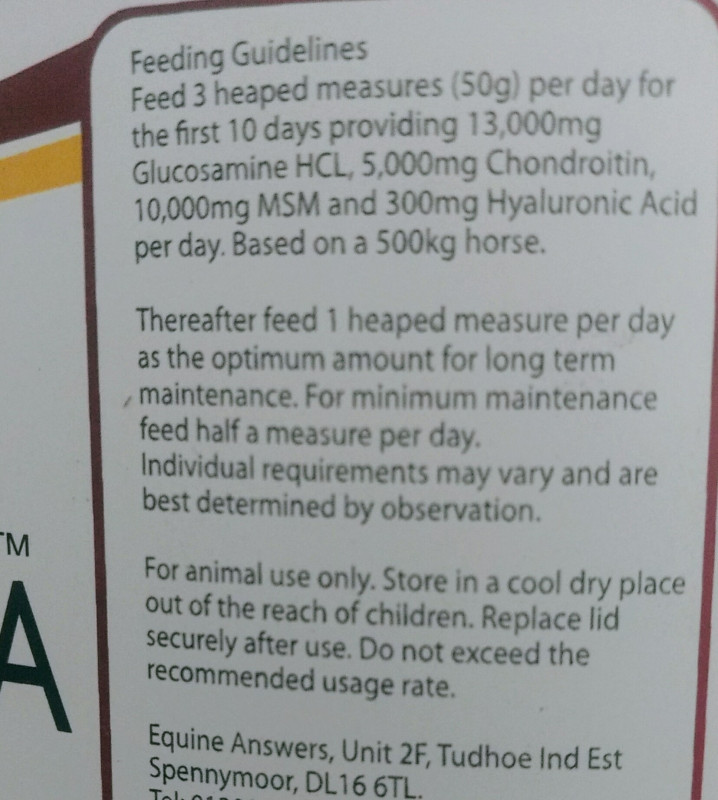 Feeding Guidelines
Feed 3 heaped measures (50g) per day for
the first 10 days providing 13,000mg
Glucosamine HCL, 5,000mg Chondroitin,
10,000mg MSM and 300mg Hyaluronic Acid
per day. Based on a 500kg horse.
Thereafter feed 1 heaped measure per day
as the optimum amount for long term
maintenance. For minimum maintenance
feed half a measure per day.
Individual requirements may vary and are
best determined by observation.
For animal use only. Store in a cool dry place
out of the reach of children. Replace lid
securely after use. Do not exceed the
recommended usage rate.
Equine Answers, Unit 2F, Tudhoe Ind Est
Spennymoor, DL16 6TL.
TM
A